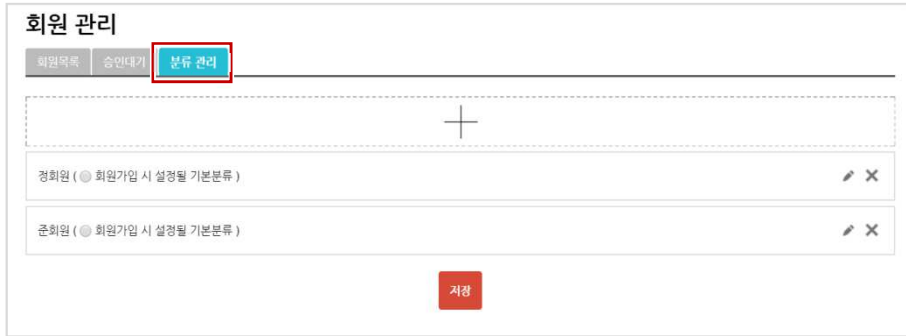 회원 관리
회원목록 승인대기 분류 관리
정회원 ( 회원가입 시 설정될 기본분류 )
준회원 ( 회원가입 시 설정될 기본분류 )
저장